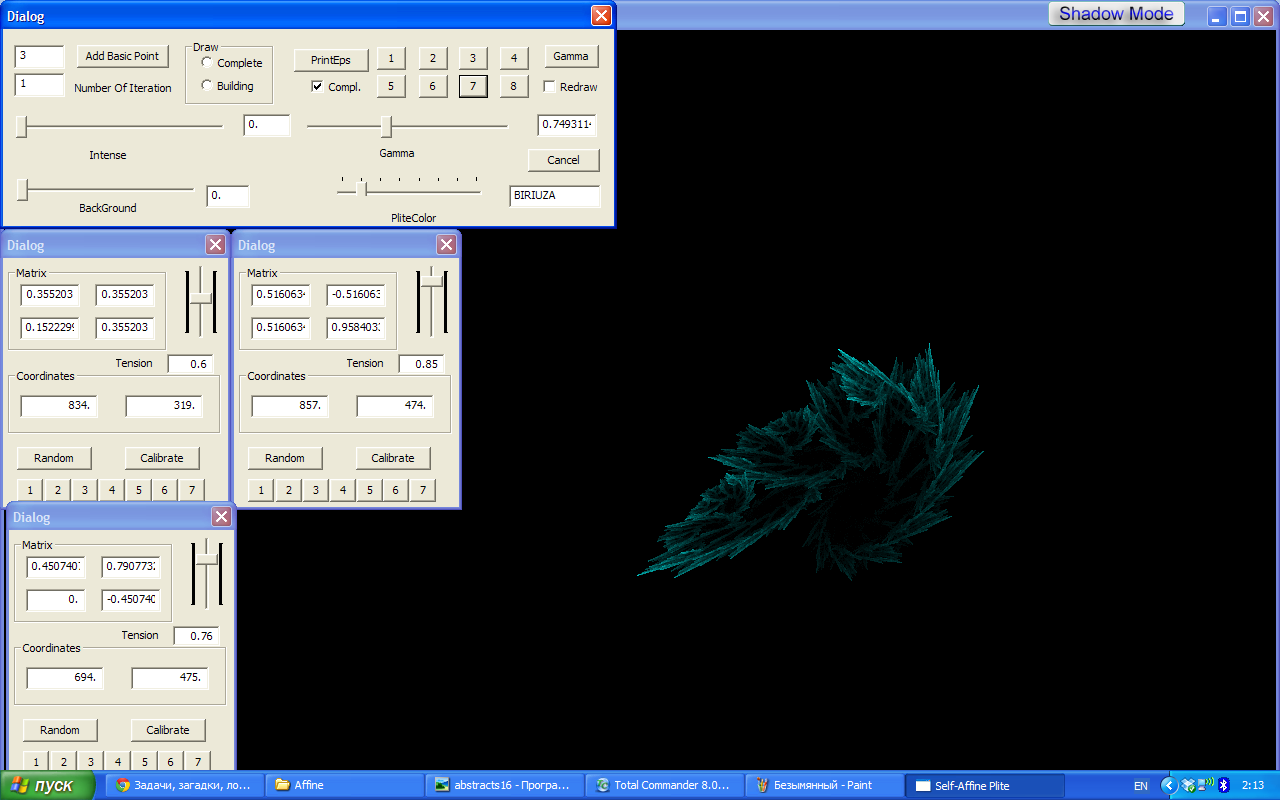 Dialog
Shadow Mode
3
Add Basic Point
Draw
Complete
Building
PrintEps
1 2 3 4
Gamma
1
Number Of Iteration
Compl.
5 6 7 8
Redraw
0.
0.749311
Intense
Gamma
Cancel
0.
BIRIUZA
BackGround
PliteColor
Dialog
Matrix
0.355203 0.355203
0.152229 0.355203
Tension 0.6
Coordinates
834. 319.
Random Calibrate
1 2 3 4 5 6 7
Dialog
Matrix
0.516063 -0.516063
0.516063 0.958403
Tension 0.85
Coordinates
857. 474.
Random Calibrate
1 2 3 4 5 6 7
Dialog
Matrix
0.450740 0.790773
0. -0.450740
Tension 0.76
Coordinates
694. 475.
Random Calibrate
1 2 3 4 5 6 7
пуск
Задачи, загадки, ло...
Affine
abstracts16 - Програ...
Total Commander 8.0...
Безымянный - Paint
Self-Affine Plite
EN
2:13